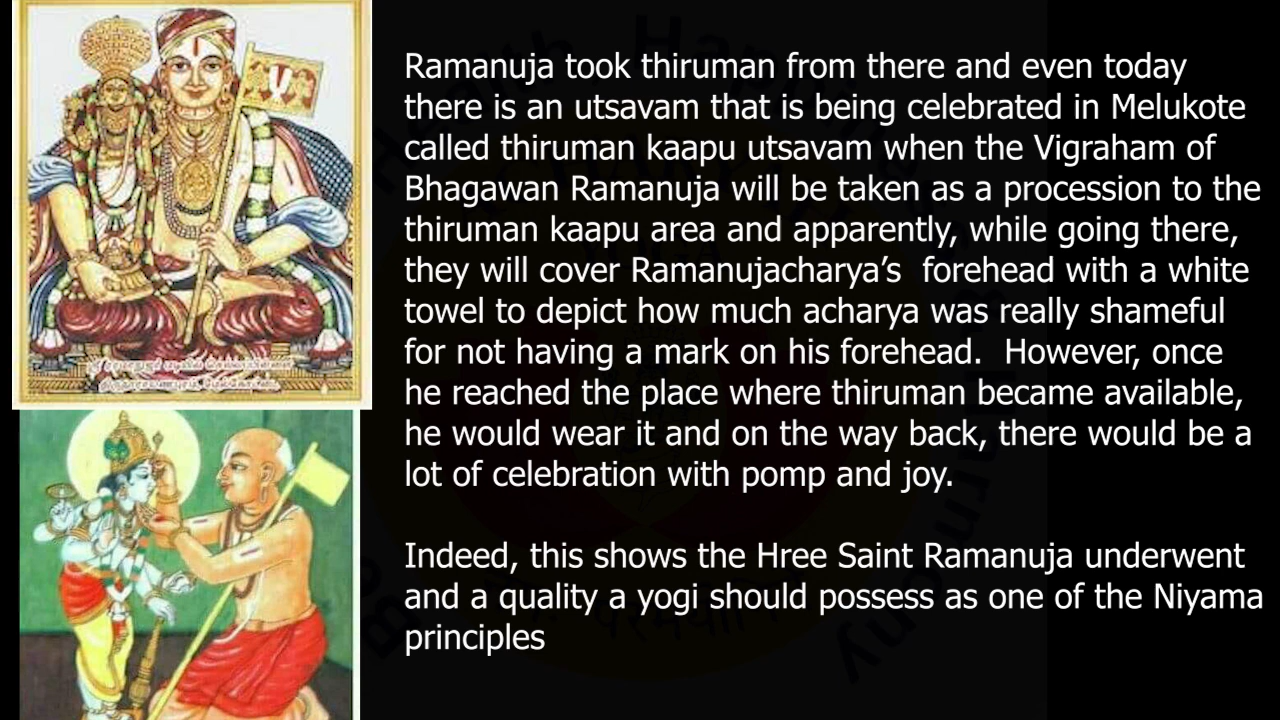 Ramanuja took thiruman from there and even today
there is an utsavam that is being celebrated in Melukote
called thiruman kaapu utsavam when the Vigraham of
Bhagawan Ramanuja will be taken as a procession to the
thiruman kaapu area and apparently, while going there,
they will cover Ramanujacharya’s  forehead with a white
towel to depict how much acharya was really shameful
for not having a mark on his forehead.  However, once
he reached the place where thiruman became available,
he would wear it and on the way back, there would be a
lot of celebration with pomp and joy.
Indeed, this shows the Hree Saint Ramanuja underwent
and a quality a yogi should possess as one of the Niyama
principles